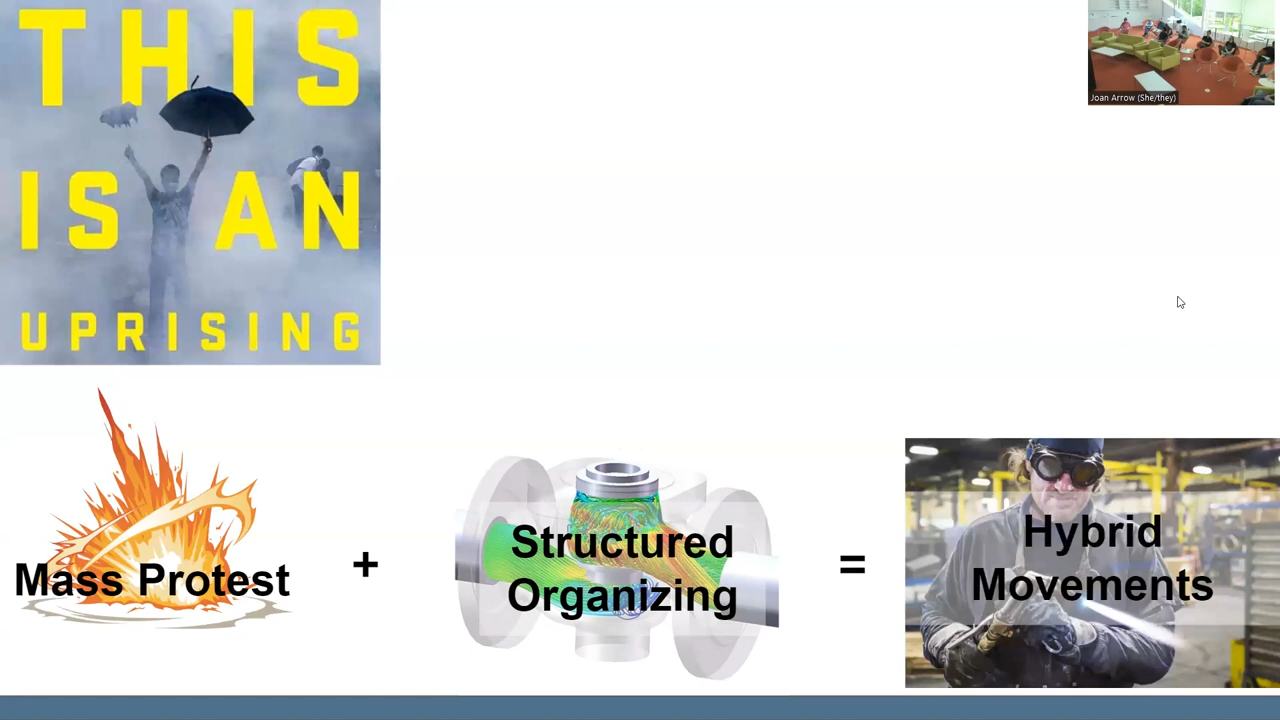 THIS
IS AN
UPRISING
Joan Arrow (She/they)
Mass Protest
+
Structured
Organizing
=
Hybrid
Movements